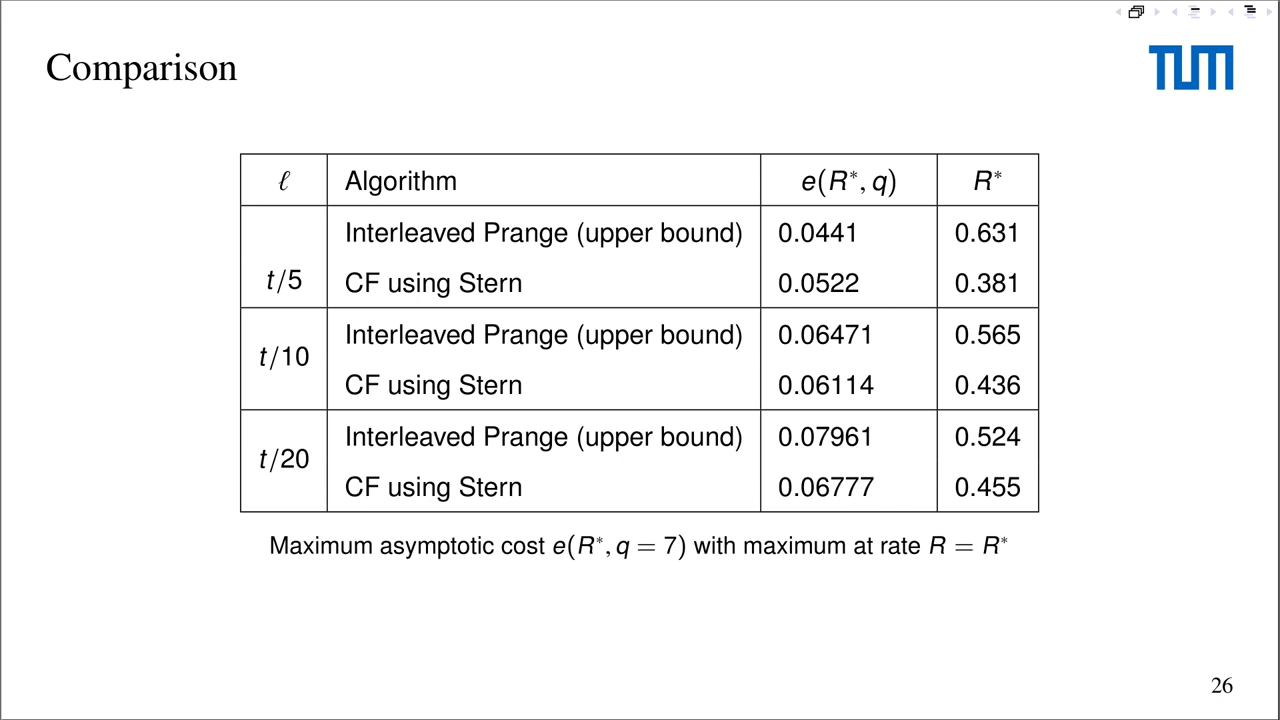 Comparison
TUM
ℓ Algorithm e(R*, q) R*
Interleaved Prange (upper bound) 0.0441 0.631
t/5 CF using Stern 0.0522 0.381
Interleaved Prange (upper bound) 0.06471 0.565
t/10
CF using Stern 0.06114 0.436
Interleaved Prange (upper bound) 0.07961 0.524
t/20
CF using Stern 0.06777 0.455
Maximum asymptotic cost e(R*, q = 7) with maximum at rate R = R*
26